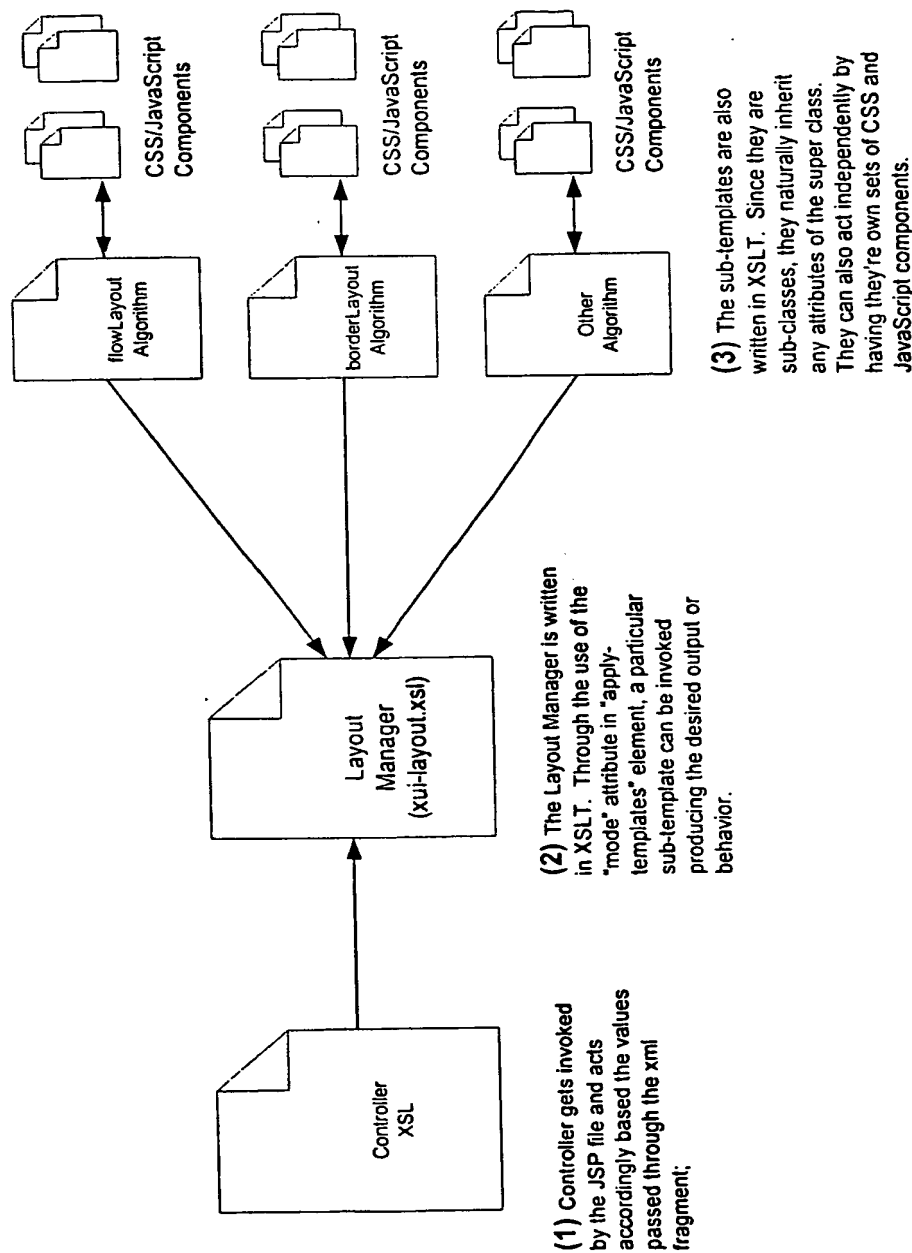 Controller
XSL
(1) Controller gets invoked
by the JSP file and acts
accordingly based the values
passed through the xml
fragment;
Layout
Manager
(xui-layout.xsl)
(2) The Layout Manager is written
in XSLT. Through the use of the
"mode" attribute in "apply-
templates" element, a particular
sub-template can be invoked
producing the desired output or
behavior.
flowLayout
Algorithm
CSS/JavaScript
Components
borderLayout
Algorithm
CSS/JavaScript
Components
Other
Algorithm
CSS/JavaScript
Components
(3) The sub-templates are also
written in XSLT. Since they are
sub-classes, they naturally inherit
any attributes of the super class.
They can also act independently by
having they're own sets of CSS and
JavaScript components.